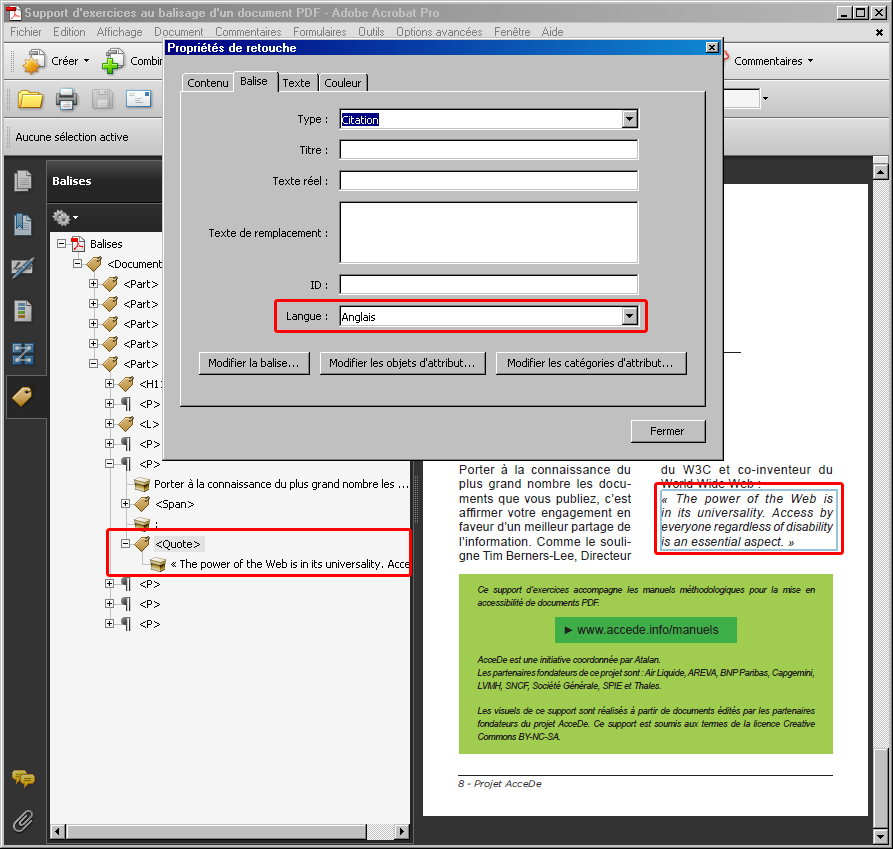 Support d'exercices au balisage d'un document PDF - Adobe Acrobat Pro
Fichier Edition Affichage Document Commentaires Formulaires Outils Options avancées Fenêtre Aide
Créer
Combin
Commentaires
Aucune sélection active
Propriétés de retouche
Contenu Balise Texte Couleur
Type : Citation
Titre :
Texte réel :
Texte de remplacement :
ID :
Langue : Anglais
Modifier la balise... Modifier les objets d'attribut... Modifier les catégories d'attribut...
Fermer
Balises
Balises
<Document
<Part>
<Part>
<Part>
<Part>
<Part>
<H1
<P>
<L>
<P>
<P>
Porter à la connaissance du plus grand nombre les ...
<Span>
:
<Quote>
« The power of the Web is in its universality. Acce
<P>
<P>
<P>
Porter à la connaissance du
plus grand nombre les docu-
ments que vous publiez, c'est
affirmer votre engagement en
faveur d'un meilleur partage de
l'information. Comme le souli-
gne Tim Berners-Lee, Directeur
du W3C et co-inventeur du
World Wide Web :
« The power of the Web is
in its universality. Access by
everyone regardless of disability
is an essential aspect. »
Ce support d'exercices accompagne les manuels méthodologiques pour la mise en
accessibilité de documents PDF.
► www.accede.info/manuels
AcceDe est une initiative coordonnée par Atalan.
Les partenaires fondateurs de ce projet sont : Air Liquide, AREVA, BNP Paribas, Capgemini,
LVMH, SNCF, Société Générale, SPIE et Thales.
Les visuels de ce support sont réalisés à partir de documents édités par les partenaires
fondateurs du projet AcceDe. Ce support est soumis aux termes de la licence Creative
Commons BY-NC-SA.
8 - Projet AcceDe